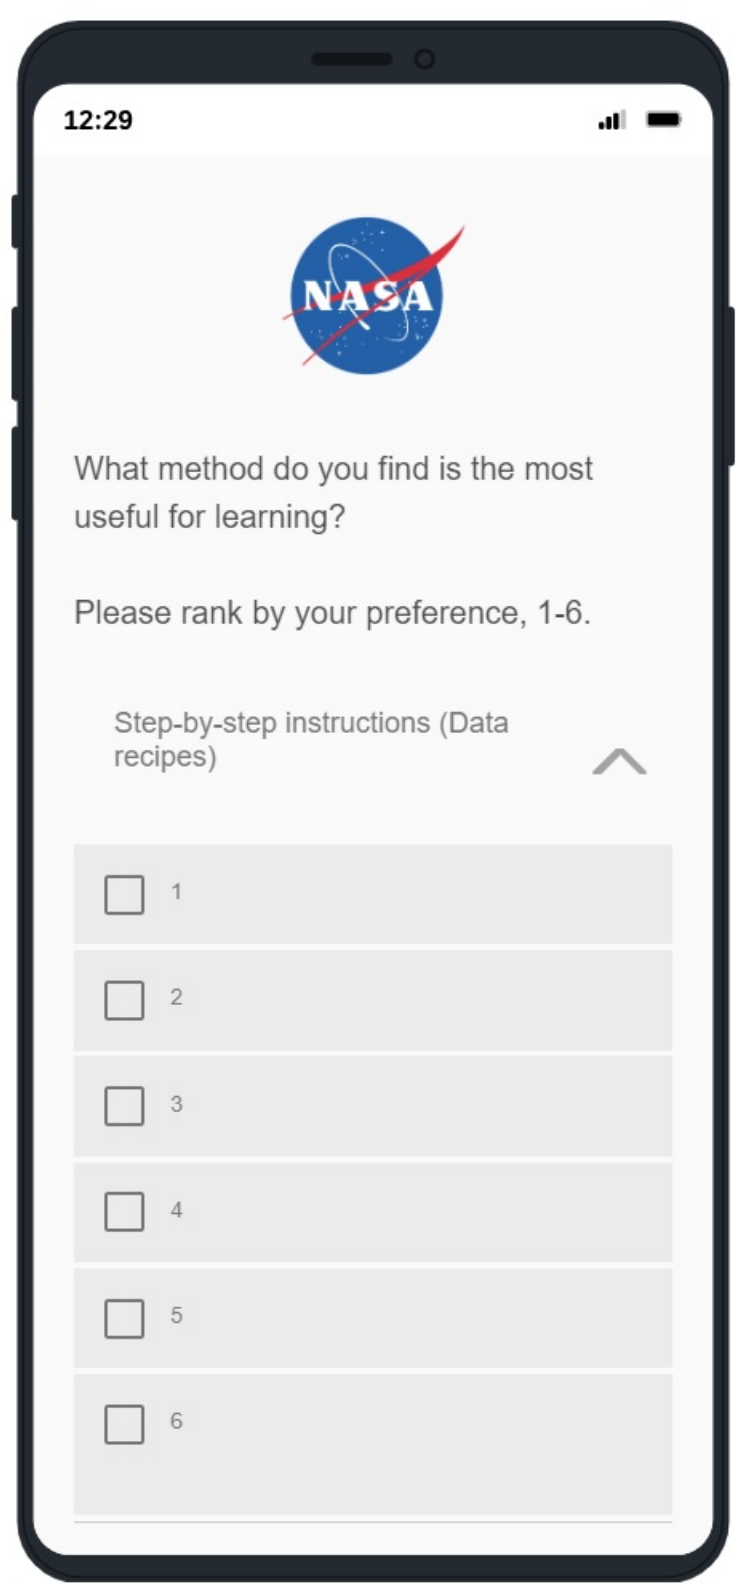 12:29
NASA
What method do you find is the most
useful for learning?
Please rank by your preference, 1-6.
Step-by-step instructions (Data
recipes)
1
2
3
4
5
6